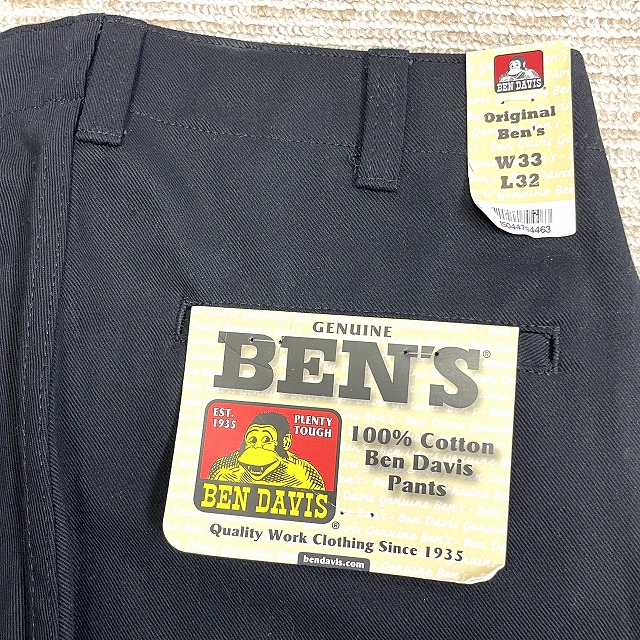 BEN DAVIS
Original
Ben's
W33
L32
GENUINE
BEN'S®
EST.
1935
PLENTY
TOUGH
BEN DAVIS
®
100% Cotton
Ben Davis
Pants
Quality Work Clothing Since 1935
bendavis.com